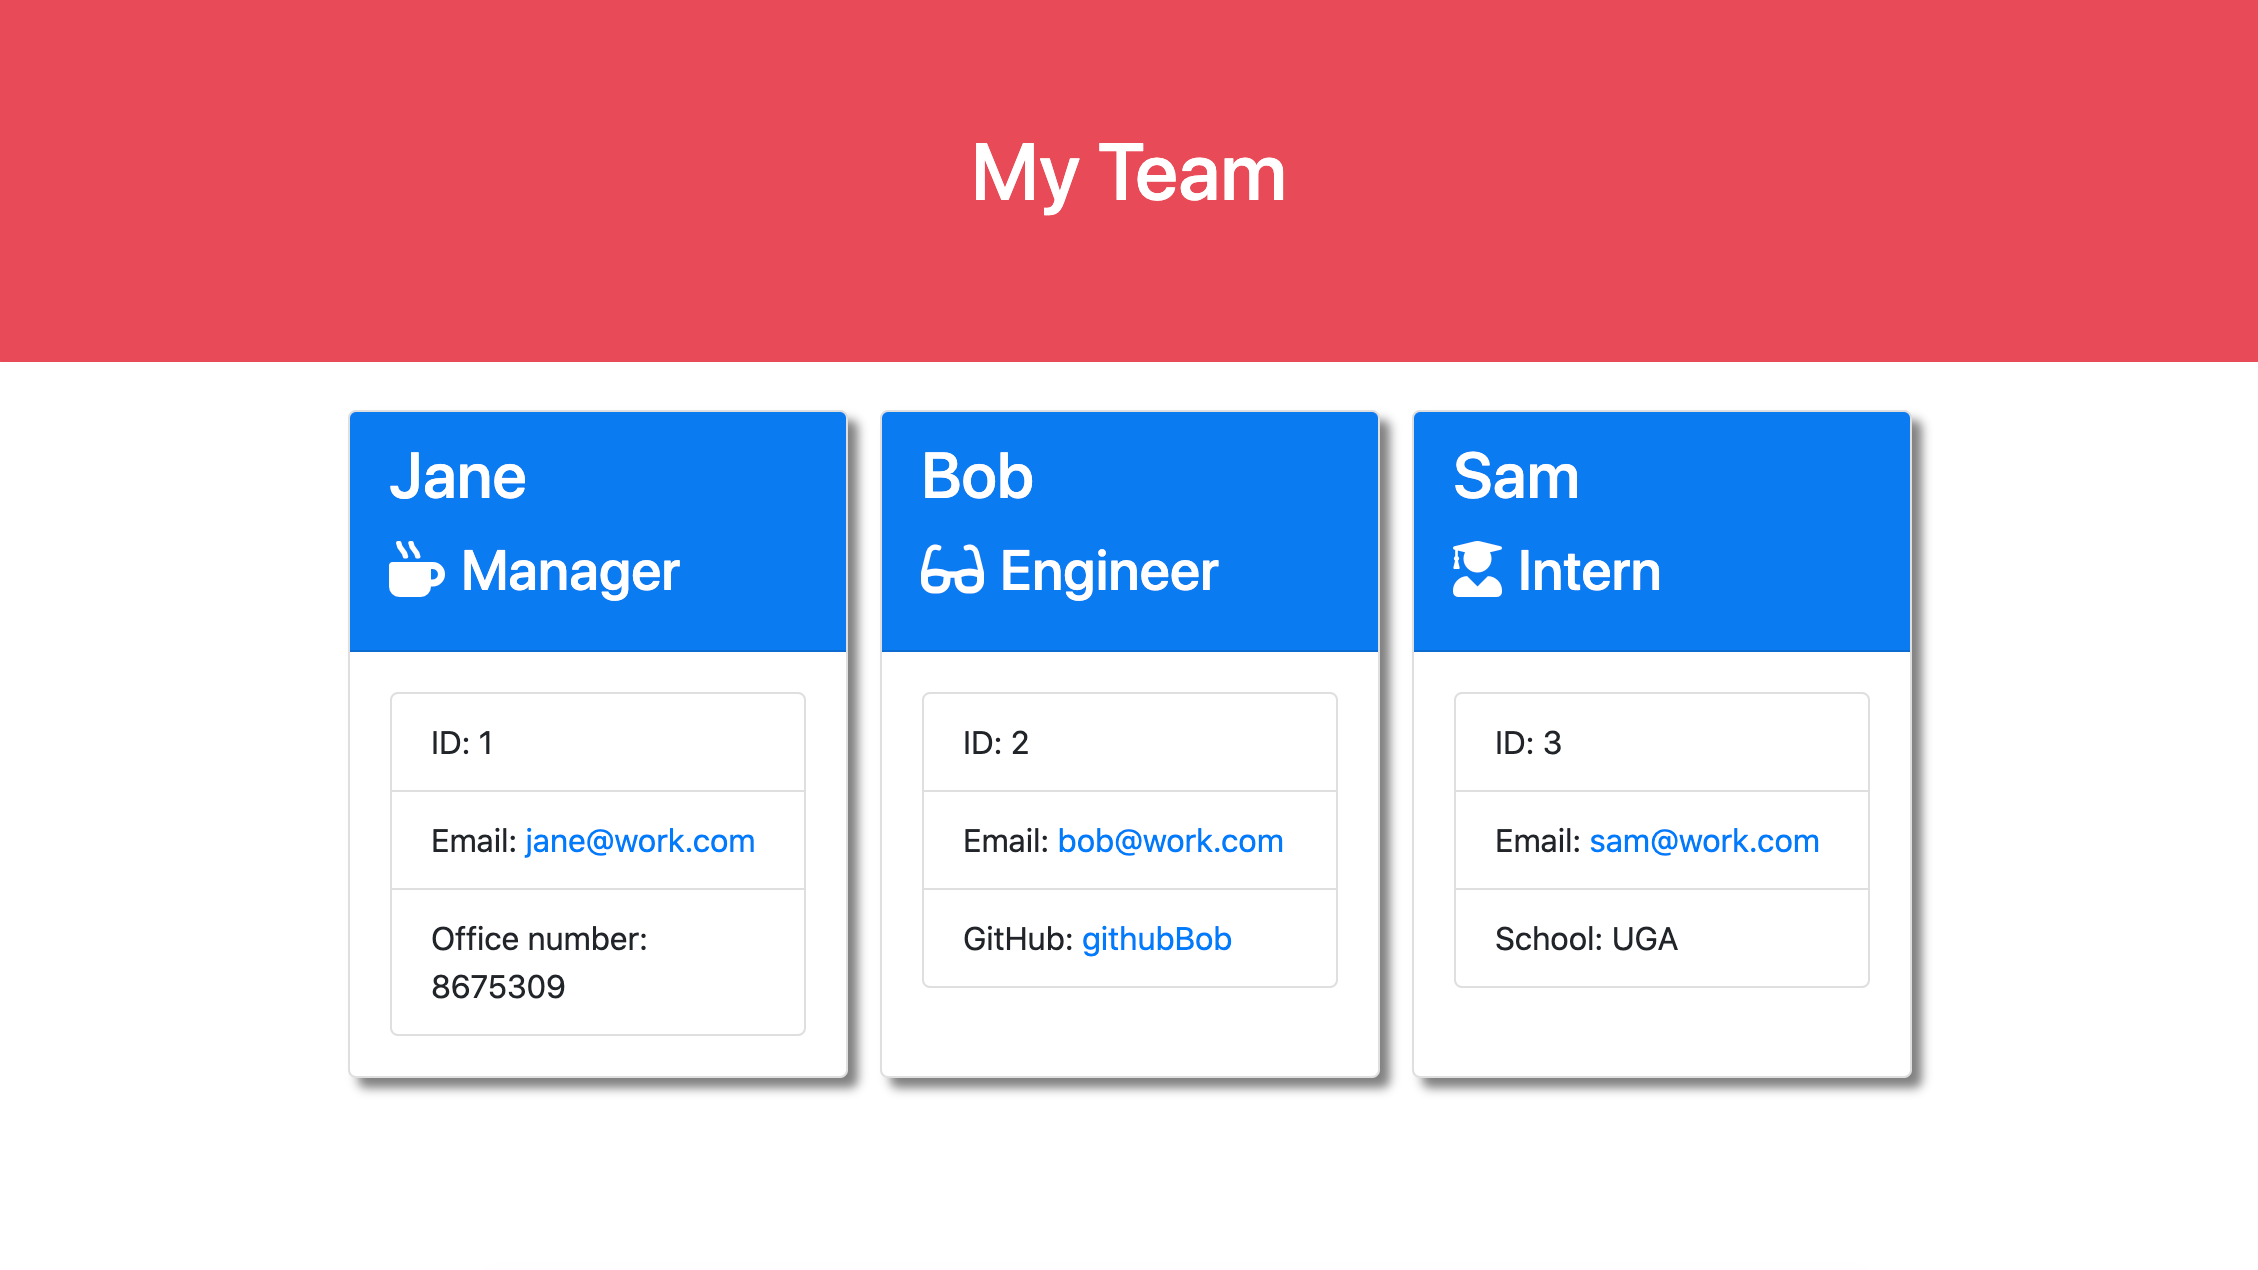 My Team
Jane
Manager
ID: 1
Email: jane@work.com
Office number:
8675309
Bob
Engineer
ID: 2
Email: bob@work.com
GitHub: githubBob
Sam
Intern
ID: 3
Email: sam@work.com
School: UGA